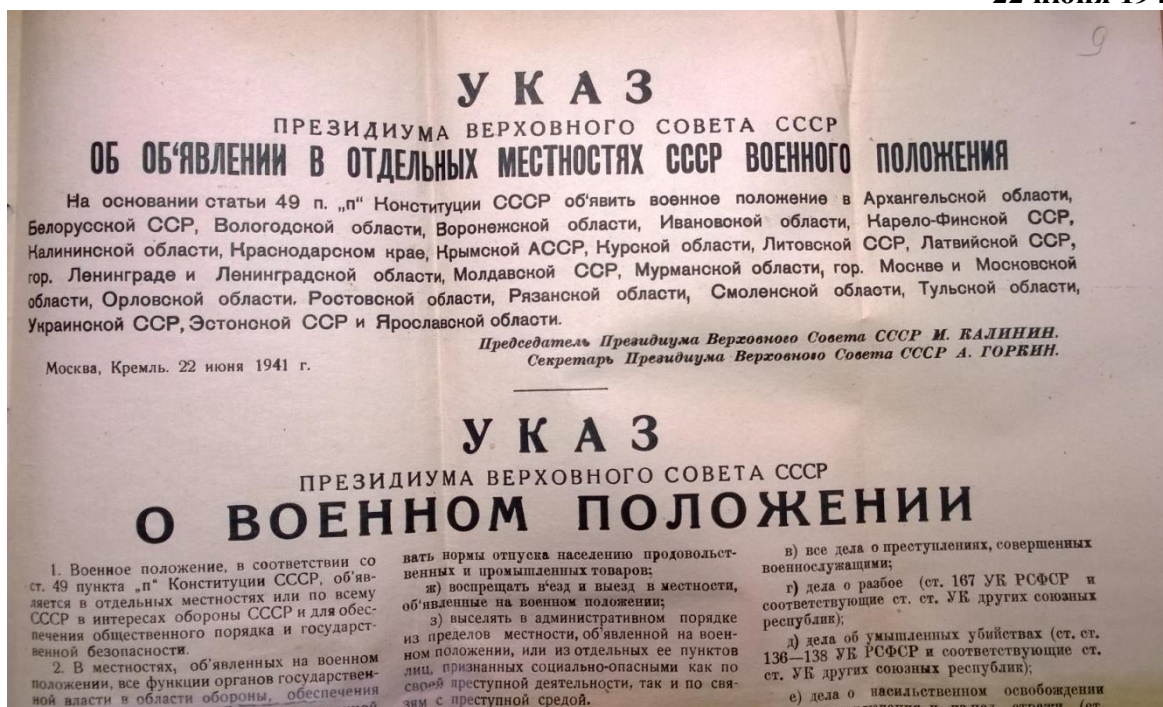 22 июня 194
9
УКАЗ
ПРЕЗИДИУМА ВЕРХОВНОГО СОВЕТА СССР
ОБ ОБ‘ЯВЛЕНИИ В ОТДЕЛЬНЫХ МЕСТНОСТЯХ СССР ВОЕННОГО ПОЛОЖЕНИЯ
На основании статьи 49 п. „п“ Конституции СССР об‘явить военное положение в Архангельской области,
Белорусской ССР, Вологодской области, Воронежской области, Ивановской области, Карело-Финской ССР,
Калининской области, Краснодарском крае, Крымской АССР, Курской области, Литовской ССР, Латвийской ССР,
гор. Ленинграде и Ленинградской области, Молдавской ССР, Мурманской области, гор. Москве и Московской
области, Орловской области, Ростовской области, Рязанской области, Смоленской области, Тульской области,
Украинской ССР, Эстонской ССР и Ярославской области.
Председатель Президиума Верховного Совета СССР М. КАЛИНИН.
Секретарь Президиума Верховного Совета СССР А. ГОРКИН.
Москва, Кремль. 22 июня 1941 г.
УКАЗ
ПРЕЗИДИУМА ВЕРХОВНОГО СОВЕТА СССР
О ВОЕННОМ ПОЛОЖЕНИИ
1. Военное положение, в соответствии со
ст. 49 пункта „п“ Конституции СССР, об‘яв-
ляется в отдельных местностях или по всему
СССР в интересах обороны СССР и для обес-
печения общественного порядка и государст-
венной безопасности.
2. В местностях, об‘явленных на военном
положении, все функции органов государствен-
ной власти в области обороны, обеспечения
вать нормы отпуска населению продовольст-
венных и промышленных товаров;
ж) воспрещать в‘езд и выезд в местности,
об‘явленные на военном положении;
з) выселять в административном порядке
из пределов местности, об‘явленной на воен-
ном положении, или из отдельных ее пунктов
лиц, признанных социально-опасными как по
своей преступной деятельности, так и по свя-
зям с преступной средой.
в) все дела о преступлениях, совершенных
военнослужащими;
г) дела о разбое (ст. 167 УК РСФСР и
соответствующие ст. ст. УК других союзных
республик);
д) дела об умышленных убийствах (ст. ст.
136—138 УК РСФСР и соответствующие ст.
ст. УК других союзных республик);
е) дела о насильственном освобождении